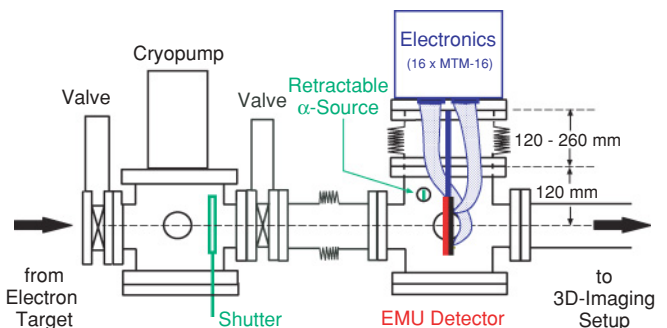 Cryopump
Valve
Valve
Retractable
α-Source
Electronics
(16 x MTM-16)
120 - 260 mm
120 mm
from
Electron
Target
Shutter
EMU Detector
to
3D-Imaging
Setup